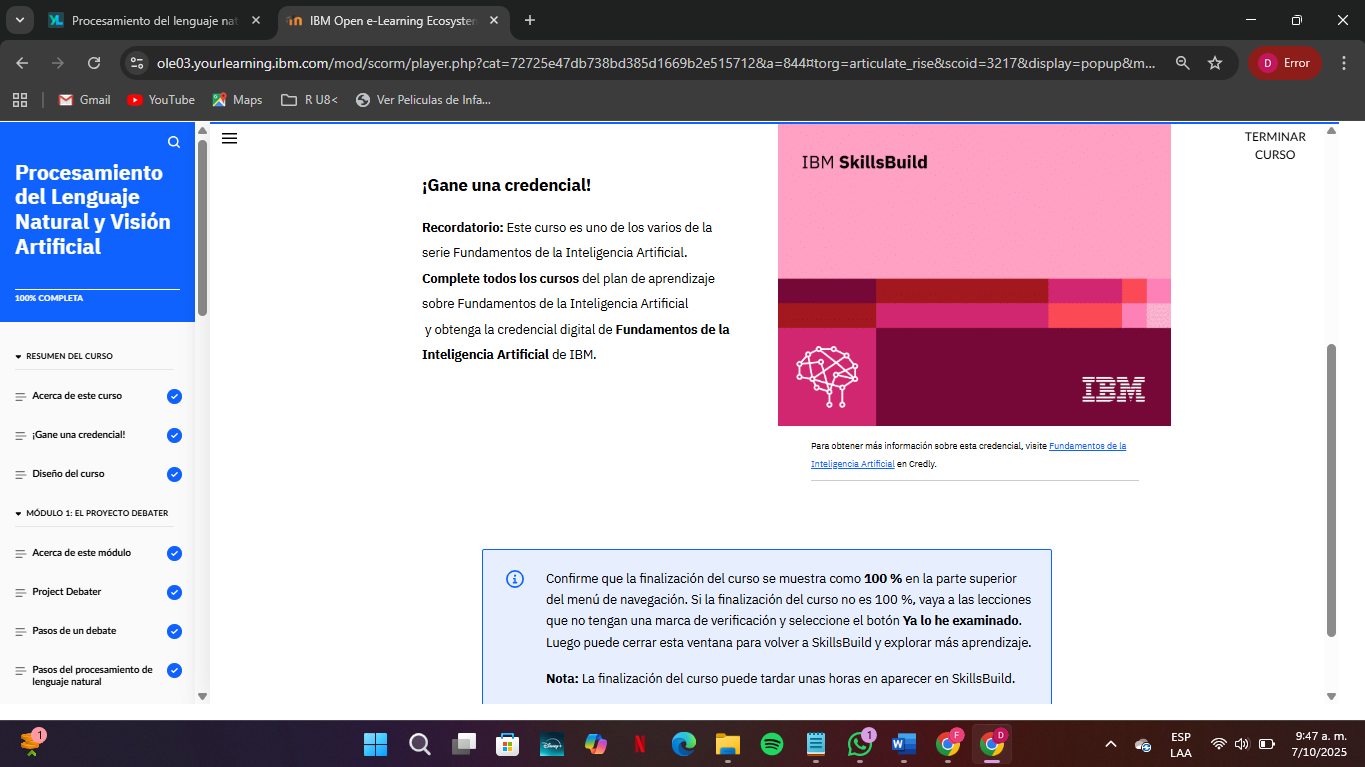 Procesamiento del lenguaje nat
IBM Open e-Learning Ecosystem
ole03.yourlearning.ibm.com/mod/scorm/player.php?cat=72725e47db738bd385d1669b2e515712&a=844&currentorg=articulate_rise&scoid=3217&display=popup&m...
D
Error
Gmail
YouTube
Maps
R U8<
Ver Peliculas de Infa...
Procesamiento
del Lenguaje
Natural y Visión
Artificial
100% COMPLETA
RESUMEN DEL CURSO
Acerca de este curso
¡Gane una credencial!
Diseño del curso
MÓDULO 1: EL PROYECTO DEBATER
Acerca de este módulo
Project Debater
Pasos de un debate
Pasos del procesamiento de
lenguaje natural
TERMINAR
CURSO
¡Gane una credencial!
Recordatorio: Este curso es uno de los varios de la
serie Fundamentos de la Inteligencia Artificial.
Complete todos los cursos del plan de aprendizaje
sobre Fundamentos de la Inteligencia Artificial
y obtenga la credencial digital de Fundamentos de la
Inteligencia Artificial de IBM.
IBM SkillsBuild
IBM
Para obtener más información sobre esta credencial, visite Fundamentos de la
Inteligencia Artificial en Credly.
Confirme que la finalización del curso se muestra como 100 % en la parte superior
del menú de navegación. Si la finalización del curso no es 100 %, vaya a las lecciones
que no tengan una marca de verificación y seleccione el botón Ya lo he examinado.
Luego puede cerrar esta ventana para volver a SkillsBuild y explorar más aprendizaje.
Nota: La finalización del curso puede tardar unas horas en aparecer en SkillsBuild.
1
Disney+
N
1
W
F
D
ESP
LAA
9:47 a. m.
7/10/2025